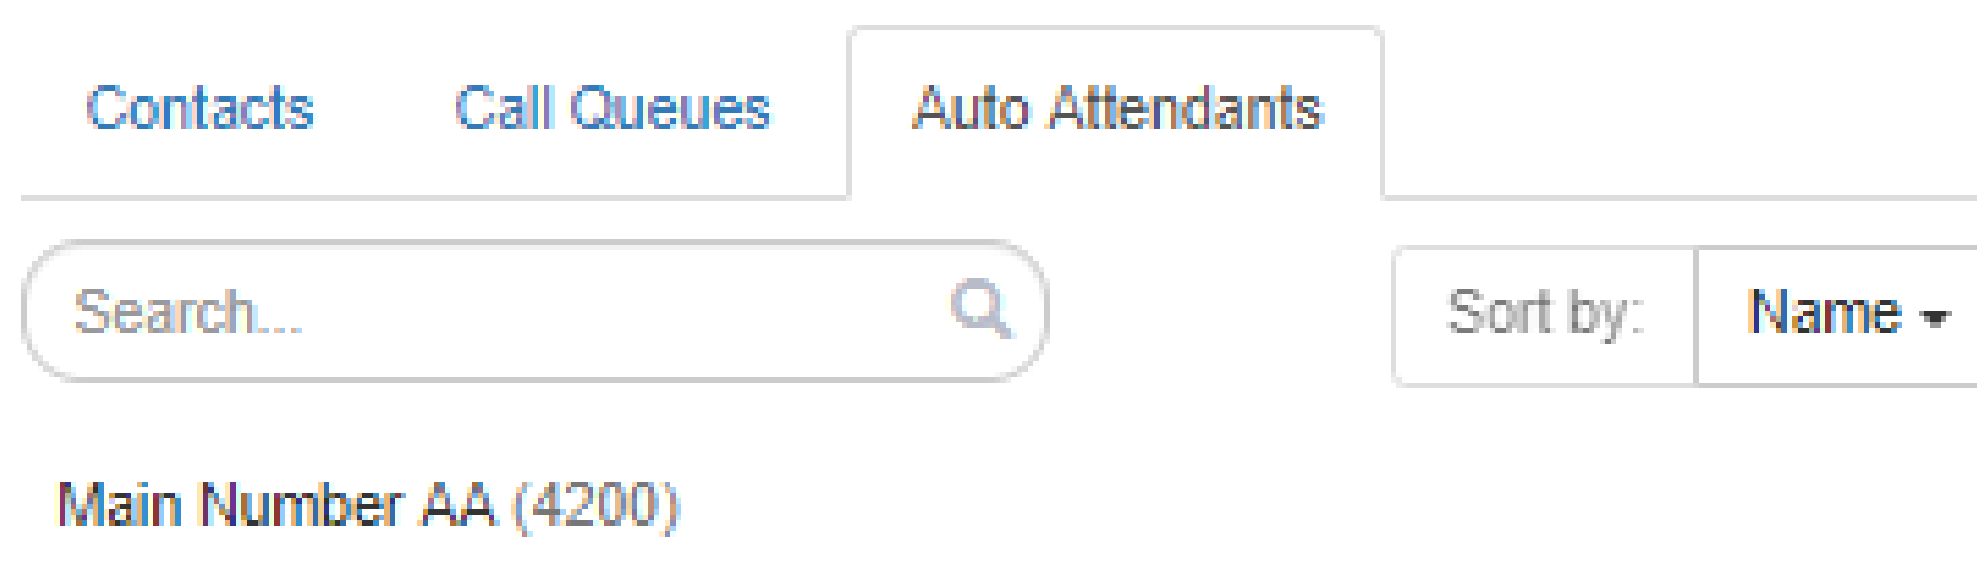 Contacts Call Queues Auto Attendants
Search... Sort by: Name
Main Number AA (4200)